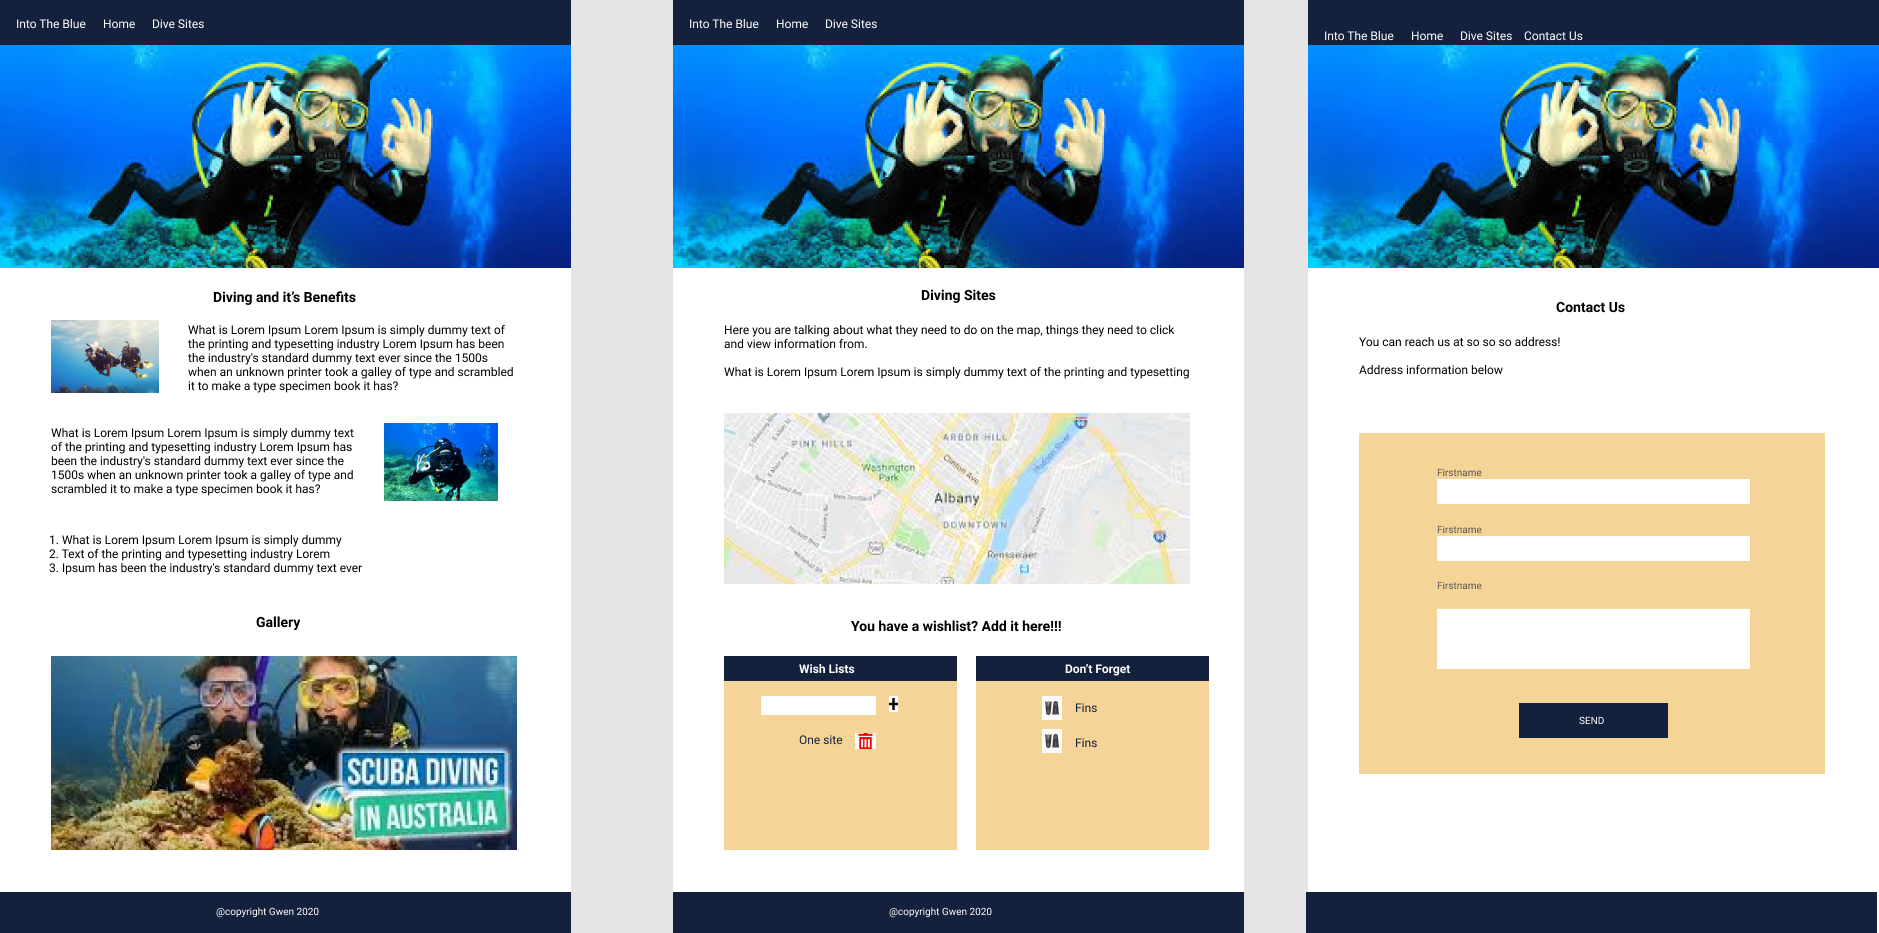 Into The Blue Home Dive Sites
Diving and it's Benefits
What is Lorem Ipsum Lorem Ipsum is simply dummy text of
the printing and typesetting industry Lorem Ipsum has been
the industry's standard dummy text ever since the 1500s
when an unknown printer took a galley of type and scrambled
it to make a type specimen book it has?
What is Lorem Ipsum Lorem Ipsum is simply dummy text
of the printing and typesetting industry Lorem Ipsum has
been the industry's standard dummy text ever since the
1500s when an unknown printer took a galley of type and
scrambled it to make a type specimen book it has?
1. What is Lorem Ipsum Lorem Ipsum is simply dummy
2. Text of the printing and typesetting industry Lorem
3. Ipsum has been the industry's standard dummy text ever
Gallery
SCUBA DIVING
IN AUSTRALIA
@copyright Gwen 2020
Into The Blue Home Dive Sites
Diving Sites
Here you are talking about what they need to do on the map, things they need to click
and view information from.
What is Lorem Ipsum Lorem Ipsum is simply dummy text of the printing and typesetting
PINE HILLS
ARBOR HILL
Washington
Park
Clinton Ave
Hudson River
Albany
DOWNTOWN
Rensselaer
You have a wishlist? Add it here!!!
Wish Lists
+
One site
Don't Forget
Fins
Fins
@copyright Gwen 2020
Into The Blue Home Dive Sites Contact Us
Contact Us
You can reach us at so so so address!
Address information below
Firstname
Firstname
Firstname
SEND